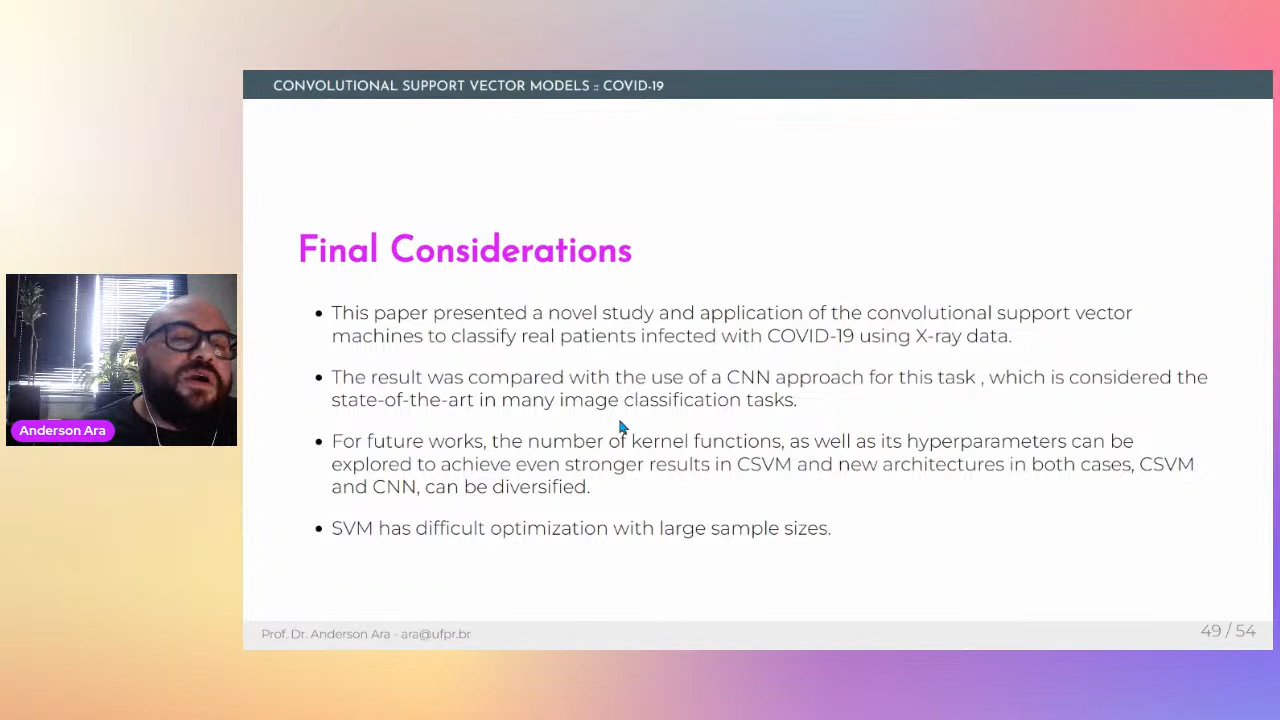 CONVOLUTIONAL SUPPORT VECTOR MODELS :: COVID-19
Final Considerations
• This paper presented a novel study and application of the convolutional support vector
machines to classify real patients infected with COVID-19 using X-ray data.
• The result was compared with the use of a CNN approach for this task , which is considered the
state-of-the-art in many image classification tasks.
Anderson Ara
• For future works, the number of kernel functions, as well as its hyperparameters can be
explored to achieve even stronger results in CSVM and new architectures in both cases, CSVM
and CNN, can be diversified.
• SVM has difficult optimization with large sample sizes.
Prof. Dr. Anderson Ara - ara@ufpr.br
49 / 54